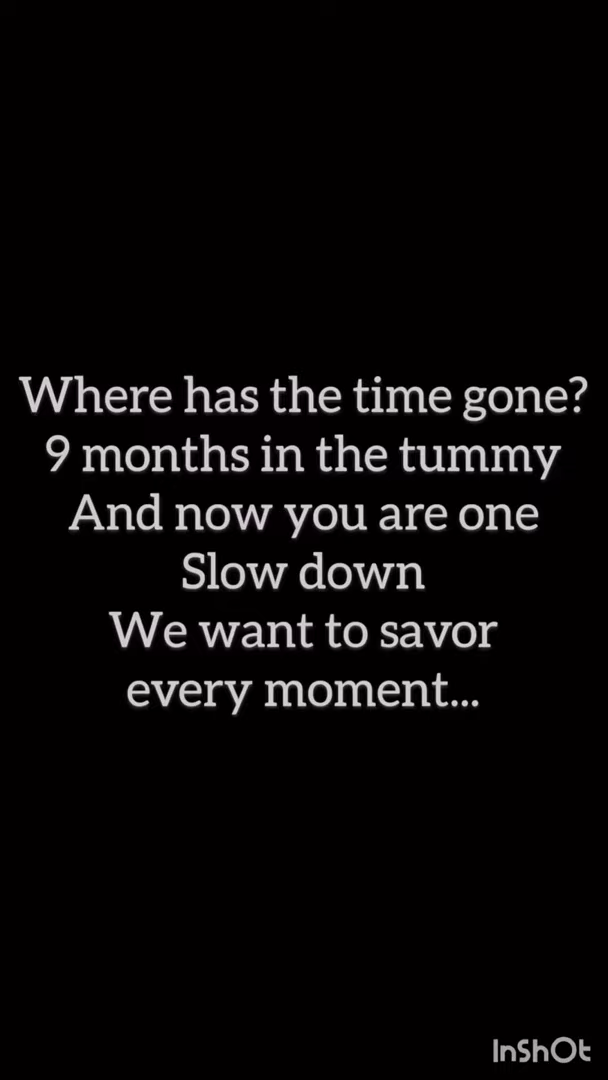 Where has the time gone?
9 months in the tummy
And now you are one
Slow down
We want to savor
every moment...
InShOt